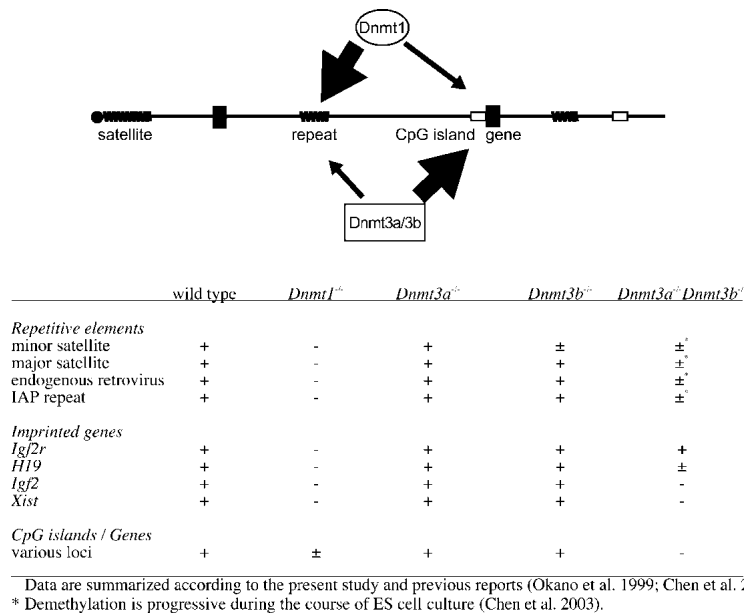 Dnmt1
satellite repeat CpG island gene
Dnmt3a/3b
wild type Dnmt1-/- Dnmt3a-/- Dnmt3b-/- Dnmt3a-/-Dnmt3b-/
Repetitive elements
minor satellite + - + ± ±*
major satellite + - + + ±*
endogenous retrovirus + - + + ±*
IAP repeat + - + + ±*
Imprinted genes
Igf2r + - + + +
H19 + - + + ±
Igf2 + - + + -
Xist + - + + -
CpG islands / Genes
various loci + ± + + -
Data are summarized according to the present study and previous reports (Okano et al. 1999; Chen et al. 2
* Demethylation is progressive during the course of ES cell culture (Chen et al. 2003).